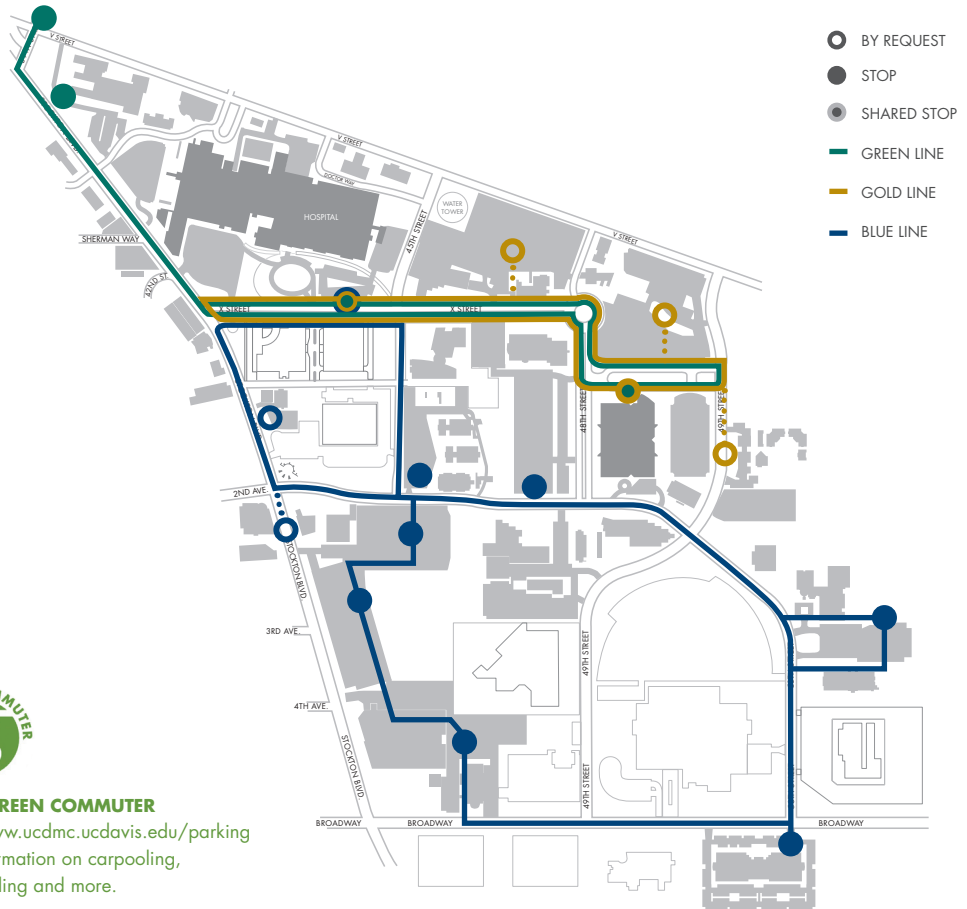 BY REQUEST
STOP
SHARED STOP
GREEN LINE
GOLD LINE
BLUE LINE
V STREET
V STREET
DOCTOR WAY
WATER
TOWER
HOSPITAL
45TH STREET
V STREET
SHERMAN WAY
42ND ST.
X STREET
X STREET
48TH STREET
49TH STREET
2ND AVE.
STOCKTON BLVD.
3RD AVE.
49TH STREET
4TH AVE.
STOCKTON BLVD.
49TH STREET
BROADWAY
BROADWAY
BROADWAY
MUTER
REEN COMMUTER
ww.ucdmc.ucdavis.edu/parking
rmation on carpooling,
ling and more.